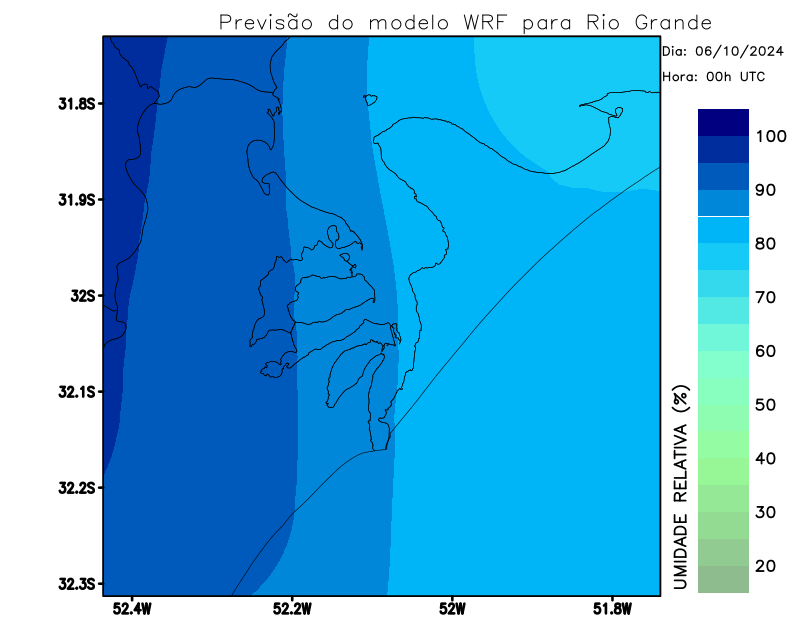 Previsão do modelo WRF para Rio Grande
Dia: 06/10/2024
Hora: 00h UTC
31.8S
31.9S
32S
32.1S
32.2S
32.3S
52.4W
52.2W
52W
51.8W
100
90
80
70
60
50
40
30
20
UMIDADE RELATIVA (%)